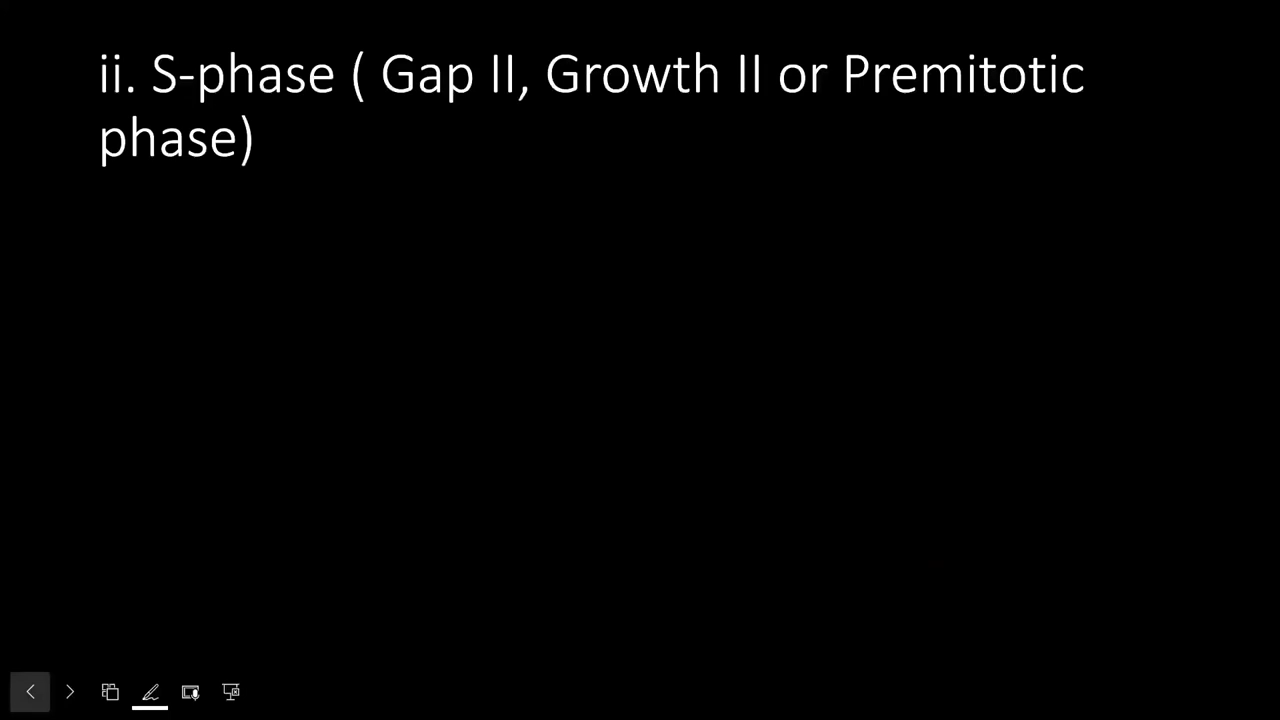 ii. S-phase ( Gap II, Growth II or Premitotic
phase)